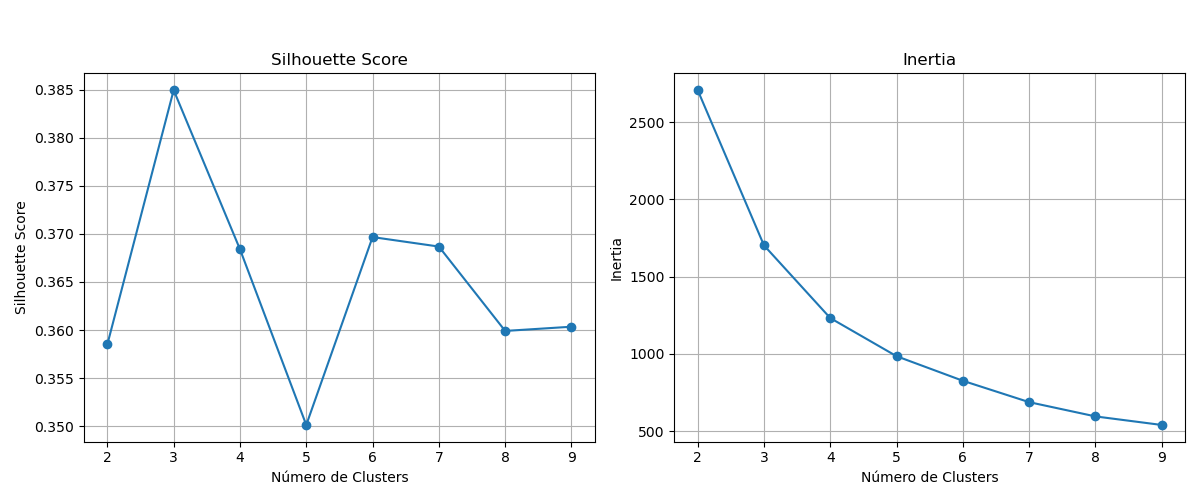 Silhouette Score
Silhouette Score
0.385
0.380
0.375
0.370
0.365
0.360
0.355
0.350
2 3 4 5 6 7 8 9
Número de Clusters
Inertia
Inertia
2500
2000
1500
1000
500
2 3 4 5 6 7 8 9
Número de Clusters